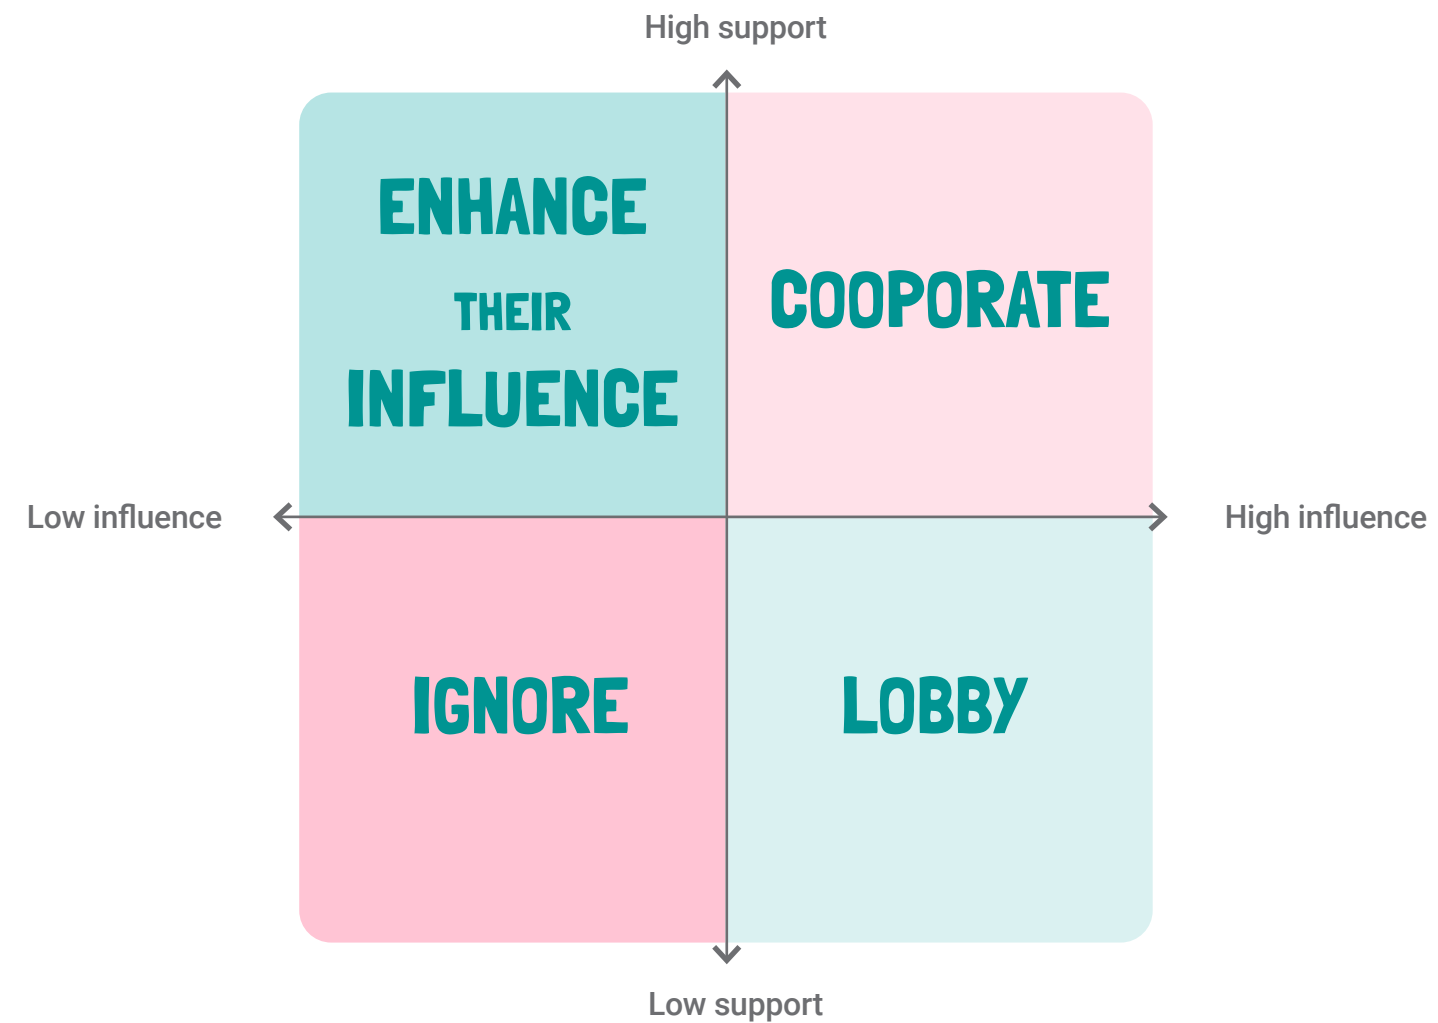 High support
ENHANCE
THEIR
INFLUENCE
COOPORATE
Low influence
High influence
IGNORE
LOBBY
Low support